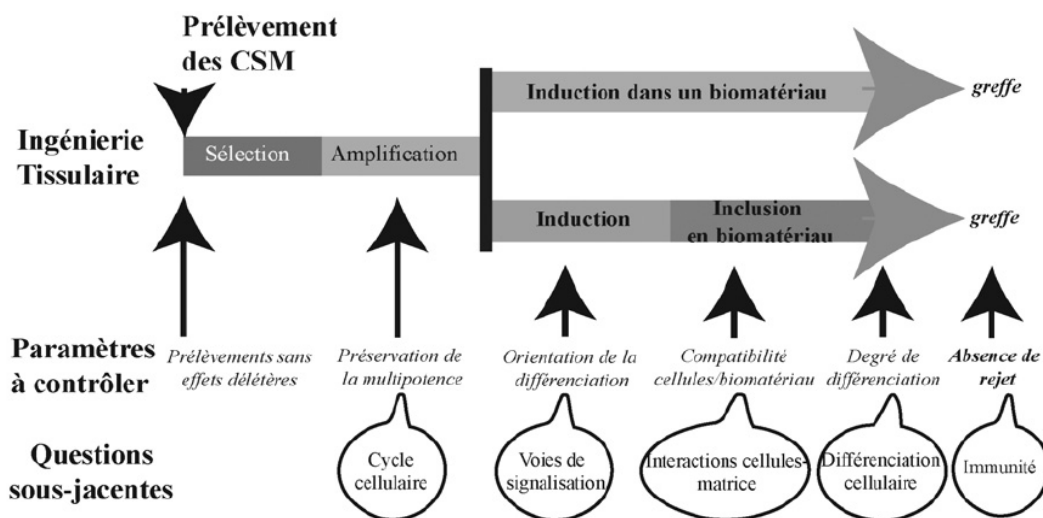 Prélèvement
des CSM
Ingénierie
Tissulaire
Sélection
Amplification
Induction dans un biomatériau
greffe
Induction
Inclusion
en biomatériau
greffe
Paramètres
à contrôler
Prélèvements sans
effets délétères
Préservation de
la multipotence
Orientation de la
différenciation
Compatibilité
cellules/biomatériau
Degré de
différenciation
Absence de
rejet
Questions
sous-jacentes
Cycle
cellulaire
Voies de
signalisation
Interactions cellules-
matrice
Différenciation
cellulaire
Immunité